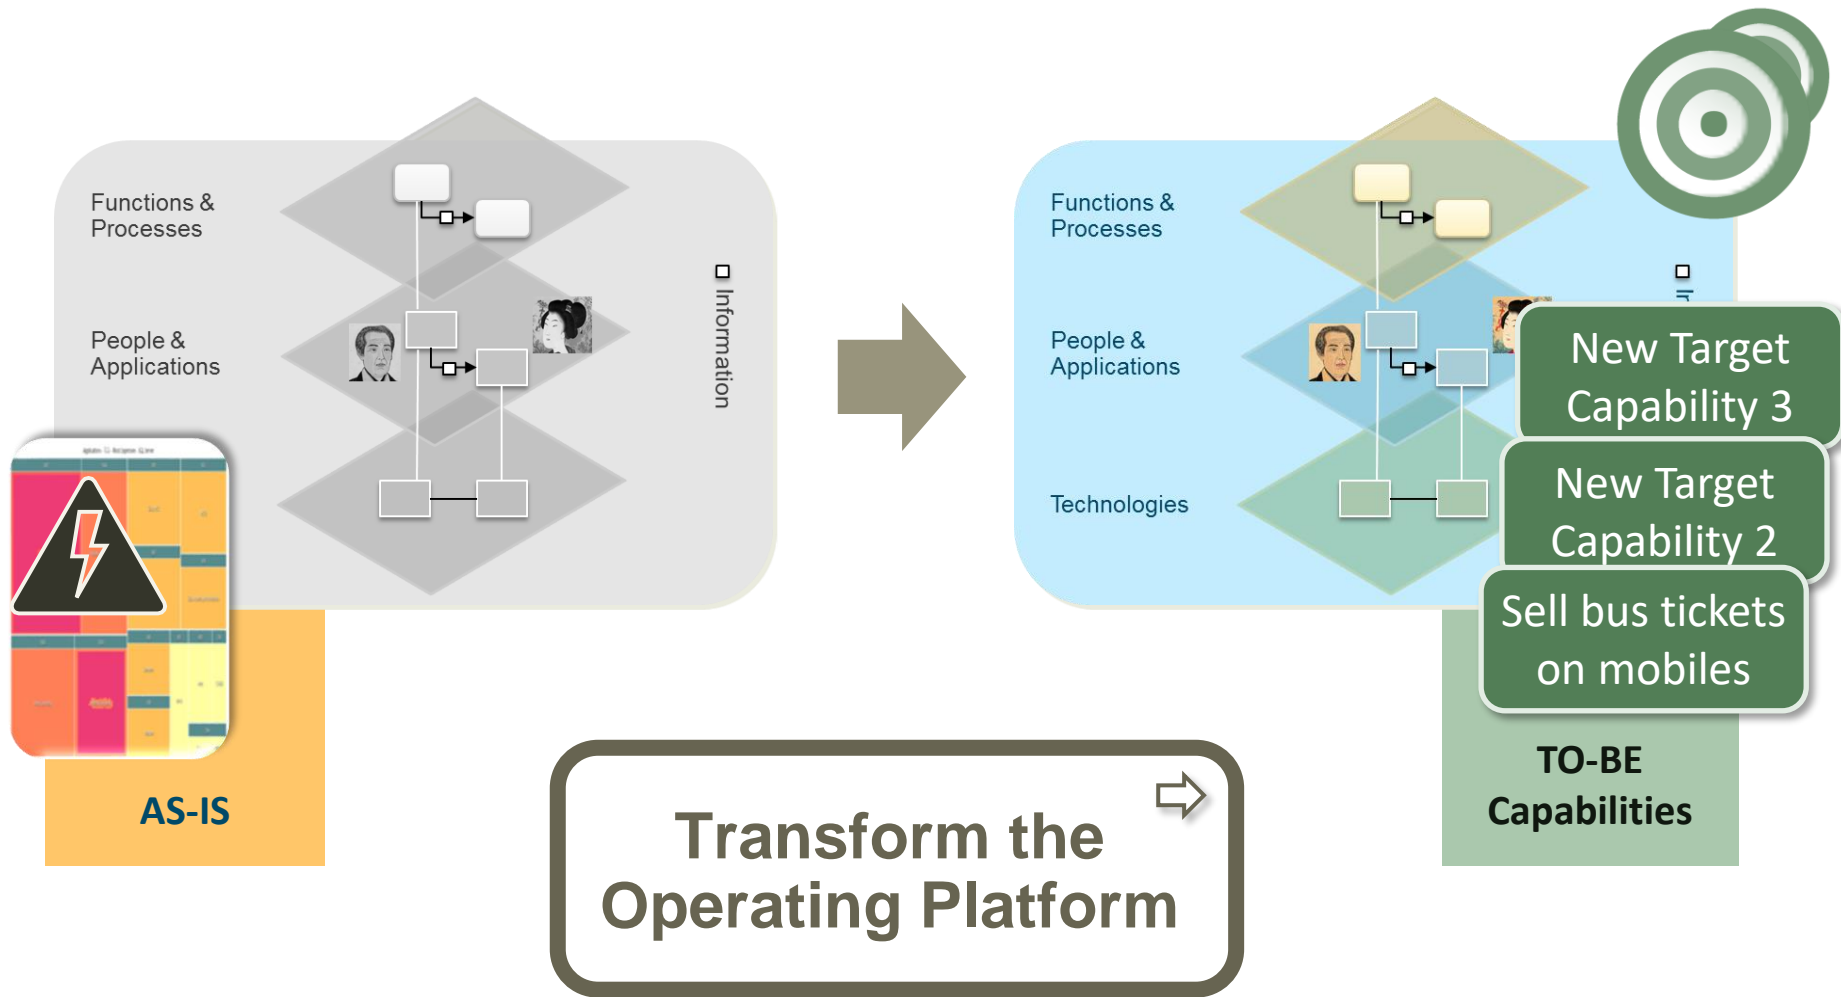 Functions &
Processes
People &
Applications
Information
AS-IS
Functions &
Processes
People &
Applications
Technologies
New Target
Capability 3
New Target
Capability 2
Sell bus tickets
on mobiles
TO-BE
Capabilities
Transform the
Operating Platform